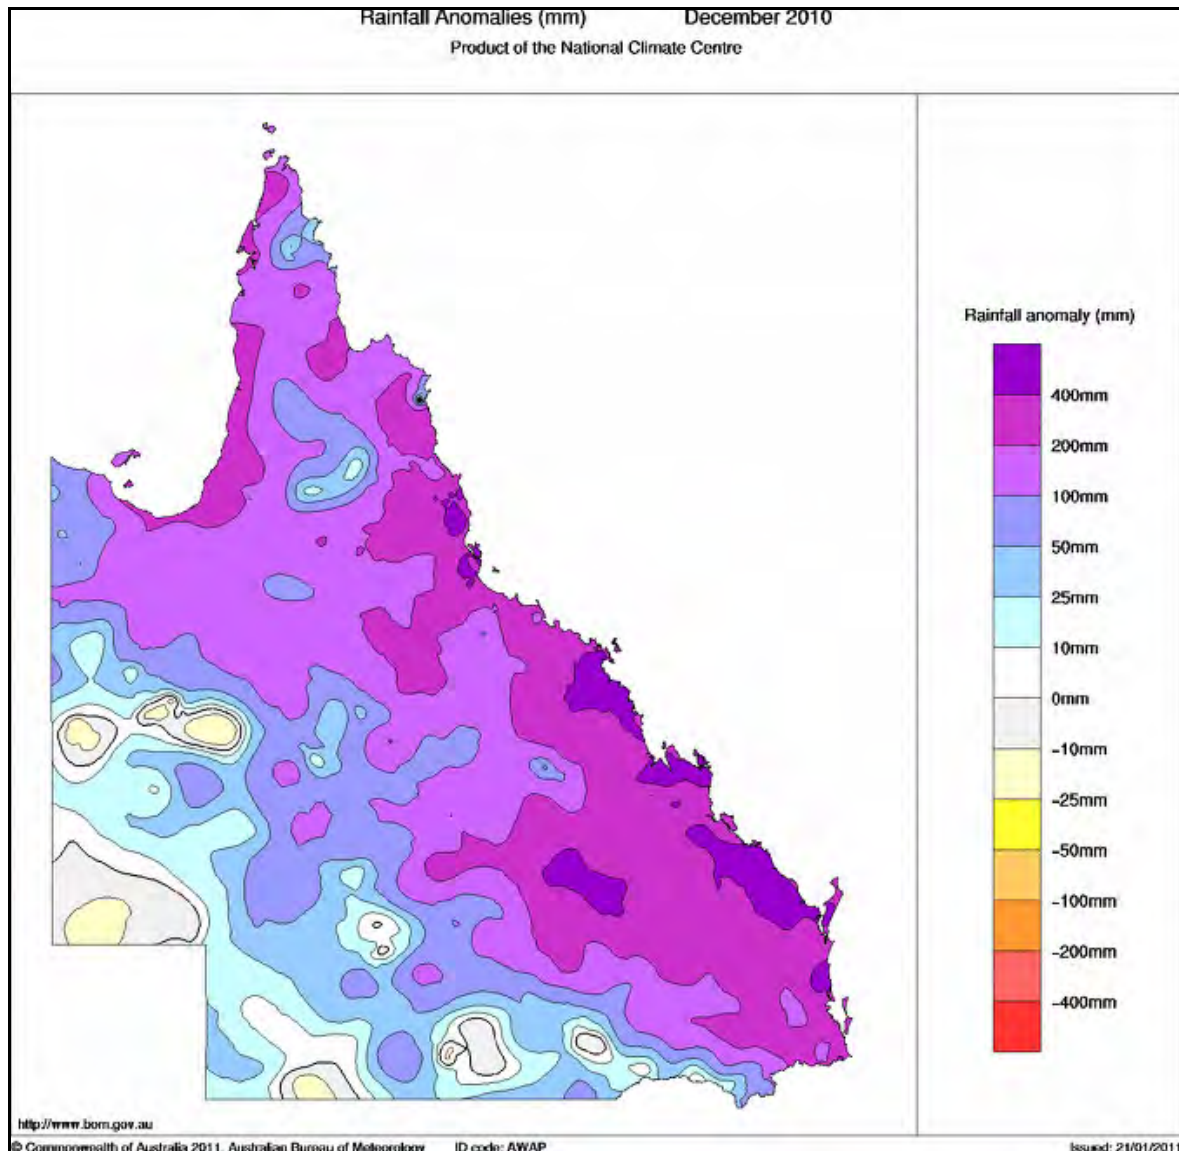 Rainfall Anomalies (mm) December 2010
Product of the National Climate Centre
Rainfall anomaly (mm)
400mm
200mm
100mm
50mm
25mm
10mm
0mm
-10mm
-25mm
-50mm
-100mm
-200mm
-400mm
http://www.bom.gov.au
© Commonwealth of Australia 2011, Australian Bureau of Meteorology ID code: AWAP Issued: 21/01/2011